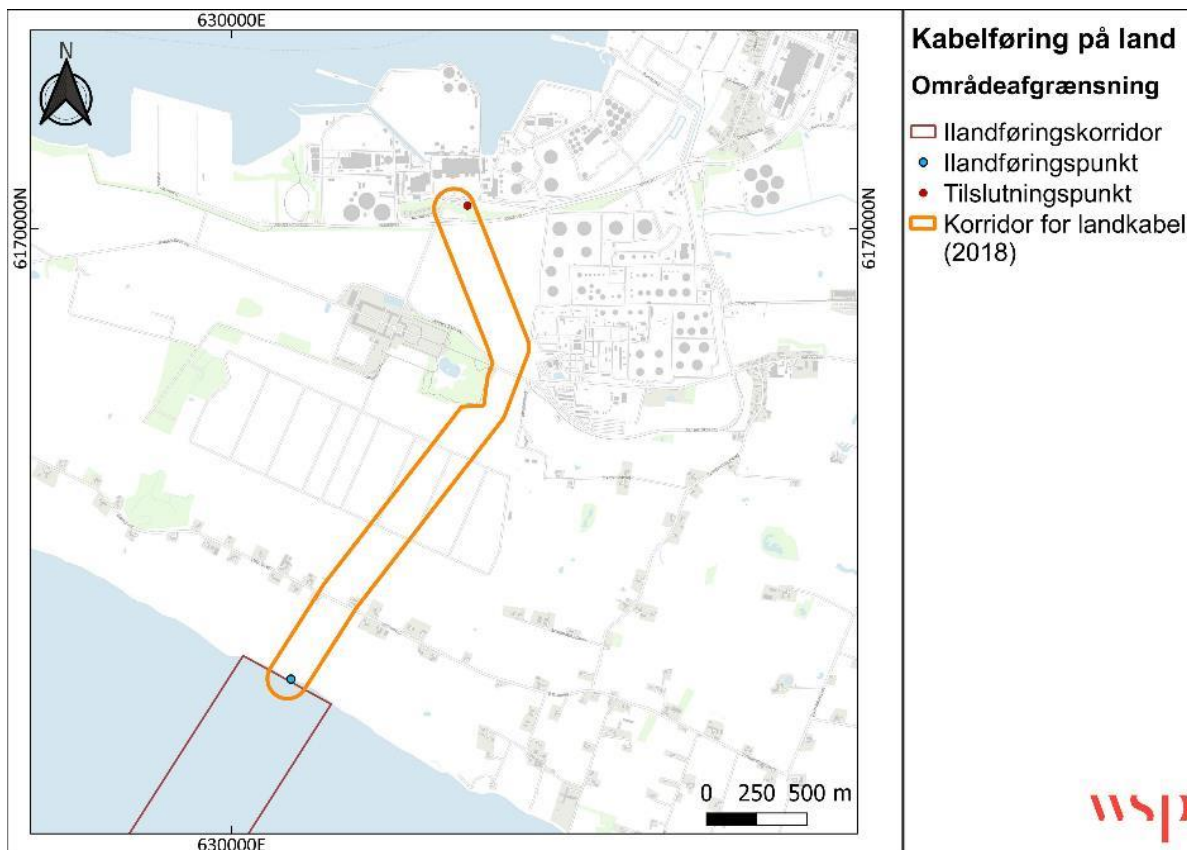 630000E
N
6170000N
6170000N
0 250 500 m
630000E
Kabelføring på land
Områdeafgrænsning
Ilandføringskorridor
Ilandføringspunkt
Tilslutningspunkt
Korridor for landkabel
(2018)
wsp